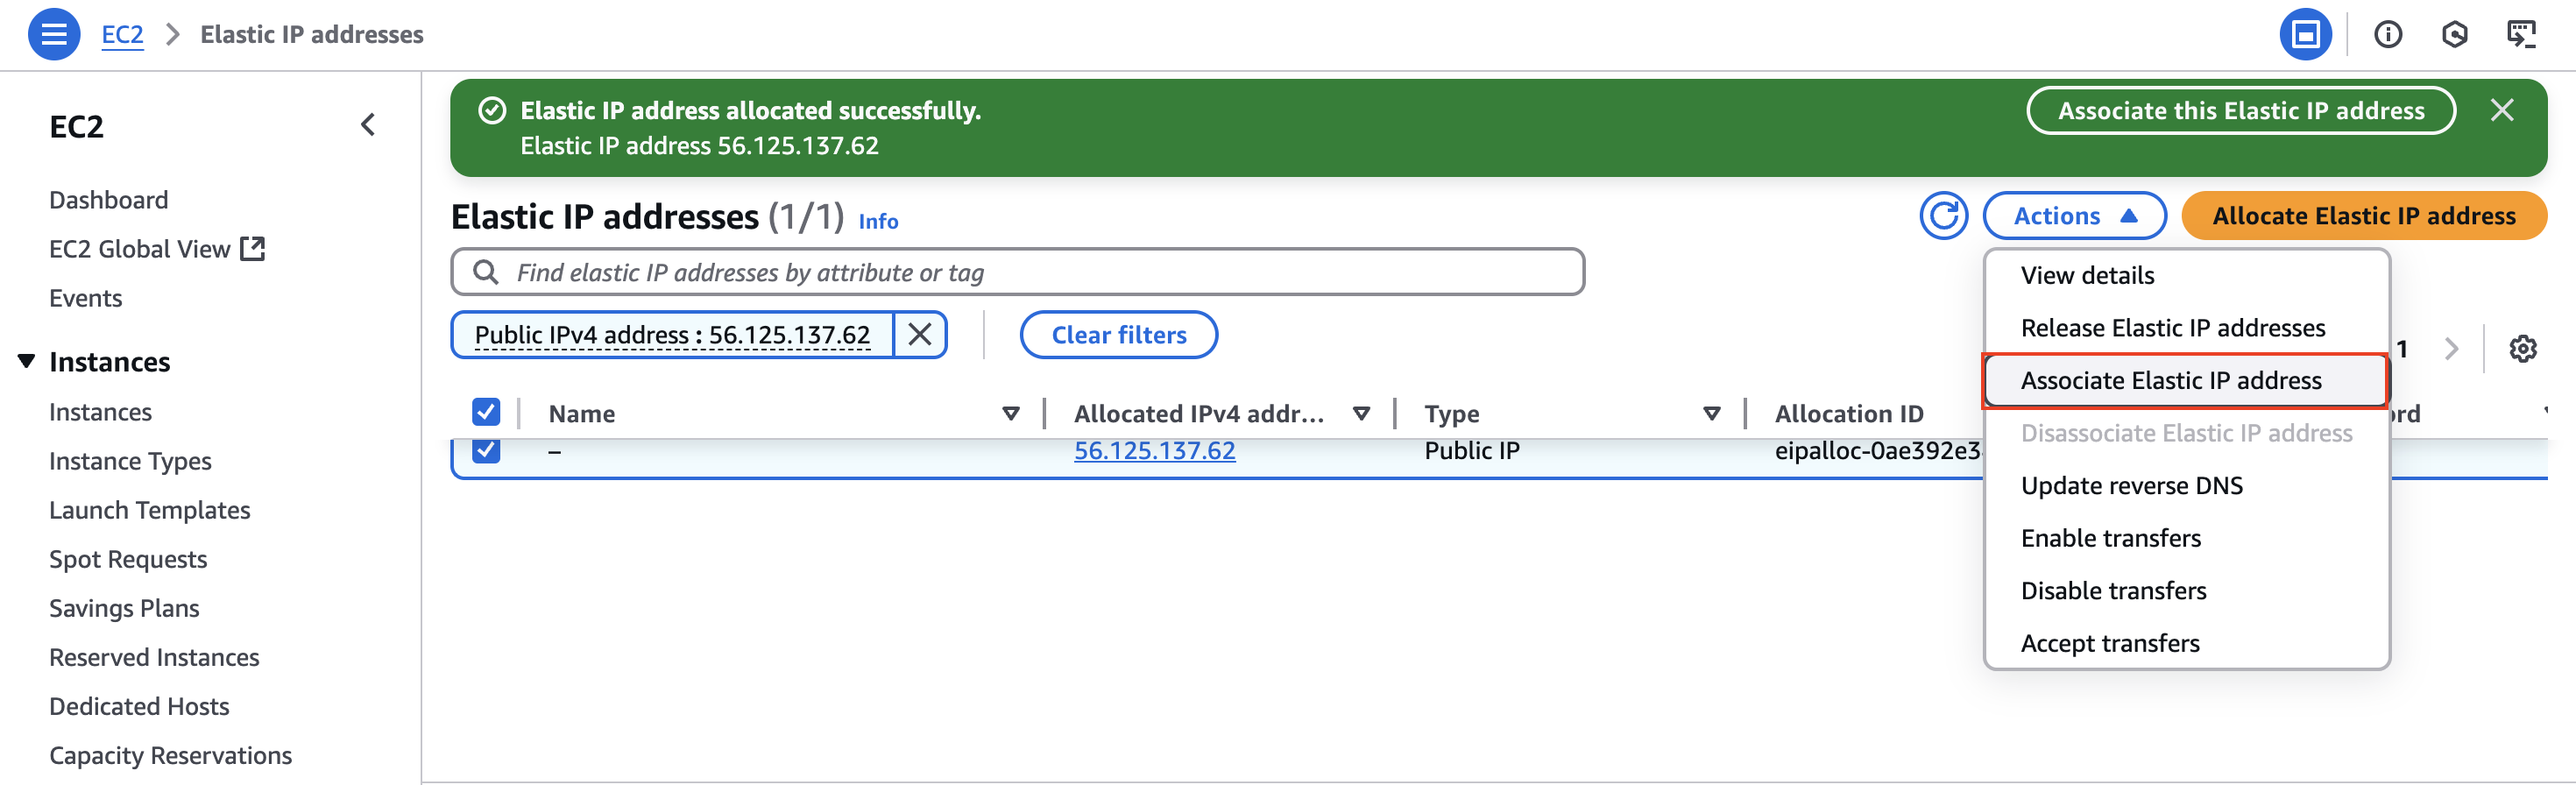 EC2 > Elastic IP addresses
Elastic IP address allocated successfully.
Elastic IP address 56.125.137.62
Associate this Elastic IP address
EC2
Dashboard
EC2 Global View
Events
Instances
Instances
Instance Types
Launch Templates
Spot Requests
Savings Plans
Reserved Instances
Dedicated Hosts
Capacity Reservations
Elastic IP addresses (1/1) Info
Actions
Allocate Elastic IP address
Find elastic IP addresses by attribute or tag
Public IPv4 address : 56.125.137.62
Clear filters
1
Name
Allocated IPv4 addr...
Type
Allocation ID
–
56.125.137.62
Public IP
eipalloc-0ae392e3
View details
Release Elastic IP addresses
Associate Elastic IP address
Disassociate Elastic IP address
Update reverse DNS
Enable transfers
Disable transfers
Accept transfers